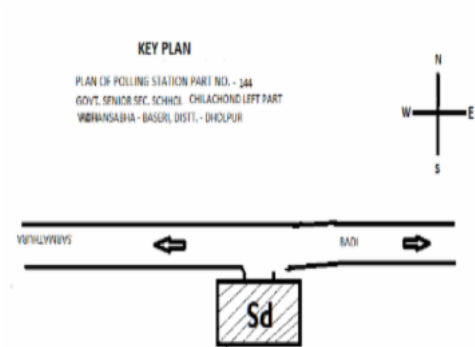 KEY PLAN
PLAN OF POLLING STATION PART NO. - 144
GOVT. SENIOR SEC. SCHHOL CHILACHOND LEFT PART
BASERI, DISTT. - DHOLPUR
N
W E
S
SARMATHURA
BADI
Sd